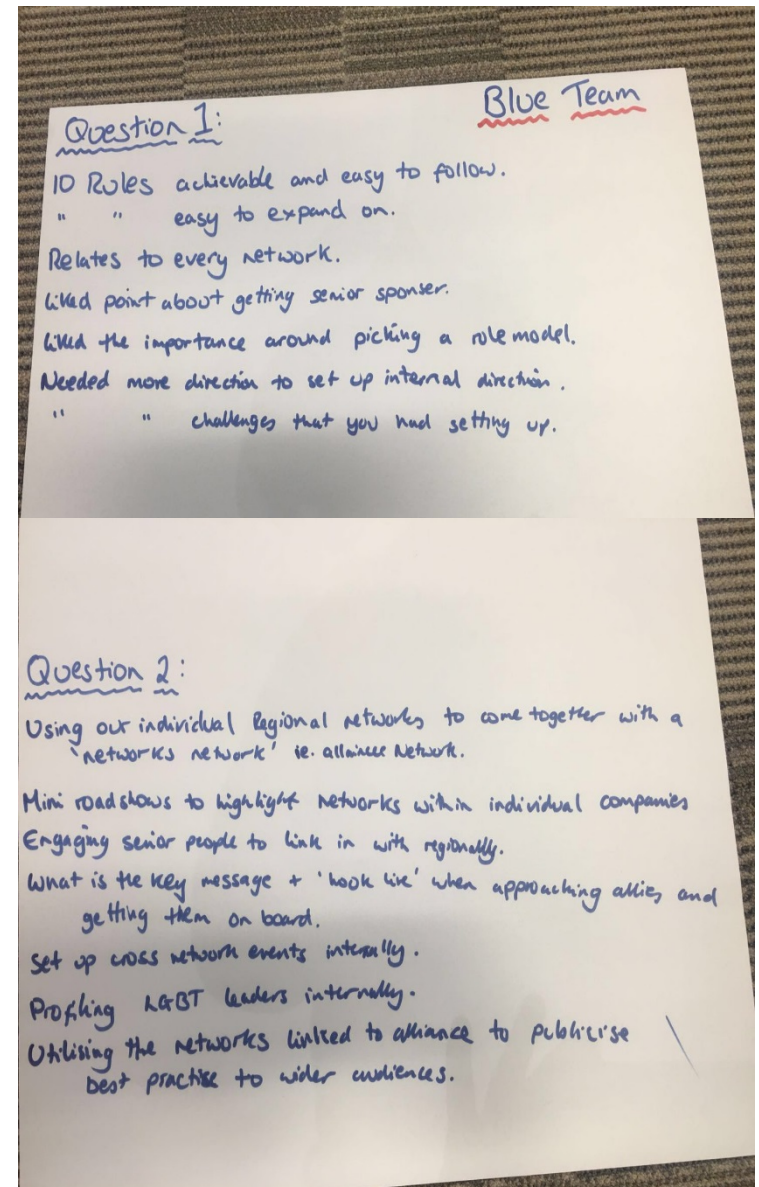 Blue Team
Question 1:
10 Rules achievable and easy to follow.
" " easy to expand on.
Relates to every network.
Liked point about getting senior sponser.
Liked the importance around picking a role model.
Needed more direction to set up internal direction.
" " challenges that you had setting up.
Question 2:
Using our individual Regional networks to come together with a
'networks network' ie. Network.
Mini roadshows to highlight networks within individual companies
Engaging senior people to link in with regionally.
What is the key message + 'hook line' when approaching allies and
getting them on board.
Set up cross network events internally.
Profiling LGBT leaders internally.
Utilising the networks linked to alliance to publicise
best practise to wider audiences.